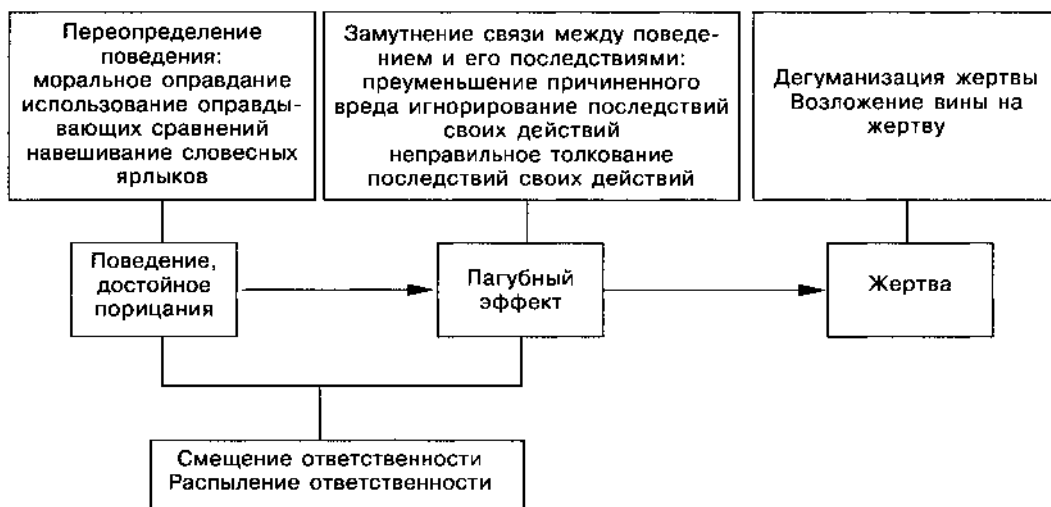 Переопределение
поведения:
моральное оправдание
использование оправды-
вающих сравнений
навешивание словесных
ярлыков
Замутнение связи между поведе-
нием и его последствиями:
преуменьшение причиненного
вреда игнорирование последствий
своих действий
неправильное толкование
последствий своих действий
Дегуманизация жертвы
Возложение вины на
жертву
Поведение,
достойное
порицания
Пагубный
эффект
Жертва
Смещение ответственности
Распыление ответственности